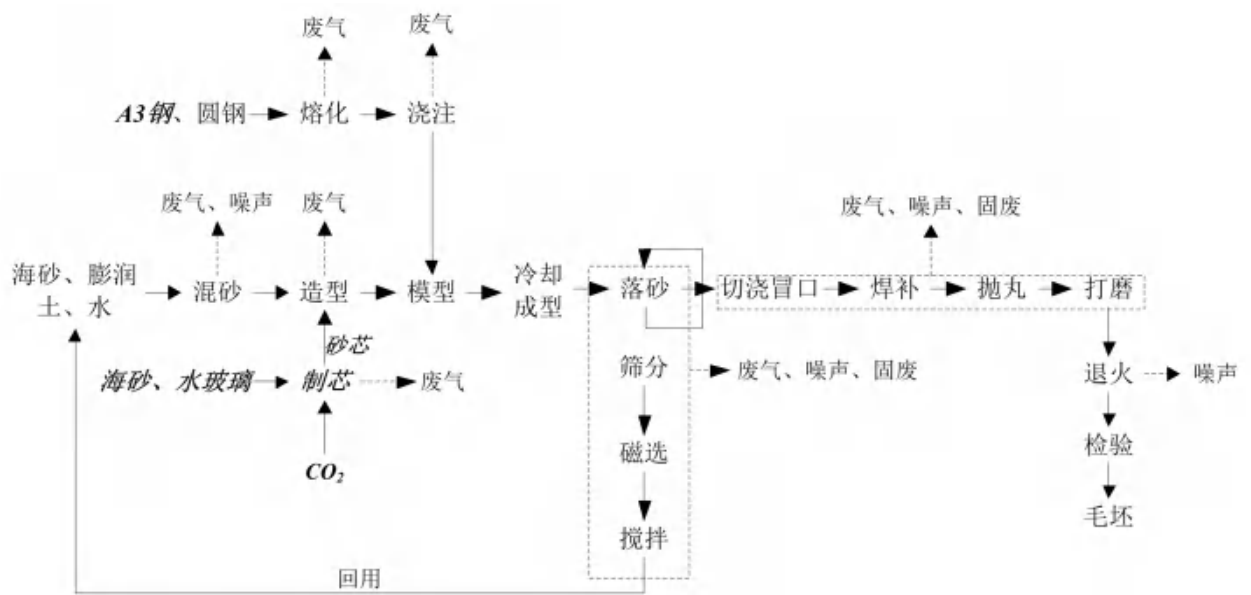 废气
废气
A3钢、圆钢
熔化
浇注
废气、噪声
废气
废气、噪声、固废
海砂、膨润
土、水
混砂
造型
模型
冷却
成型
落砂
切浇冒口
焊补
抛丸
打磨
砂芯
海砂、水玻璃
制芯
废气
筛分
废气、噪声、固废
退火
噪声
CO₂
磁选
检验
搅拌
毛坯
回用